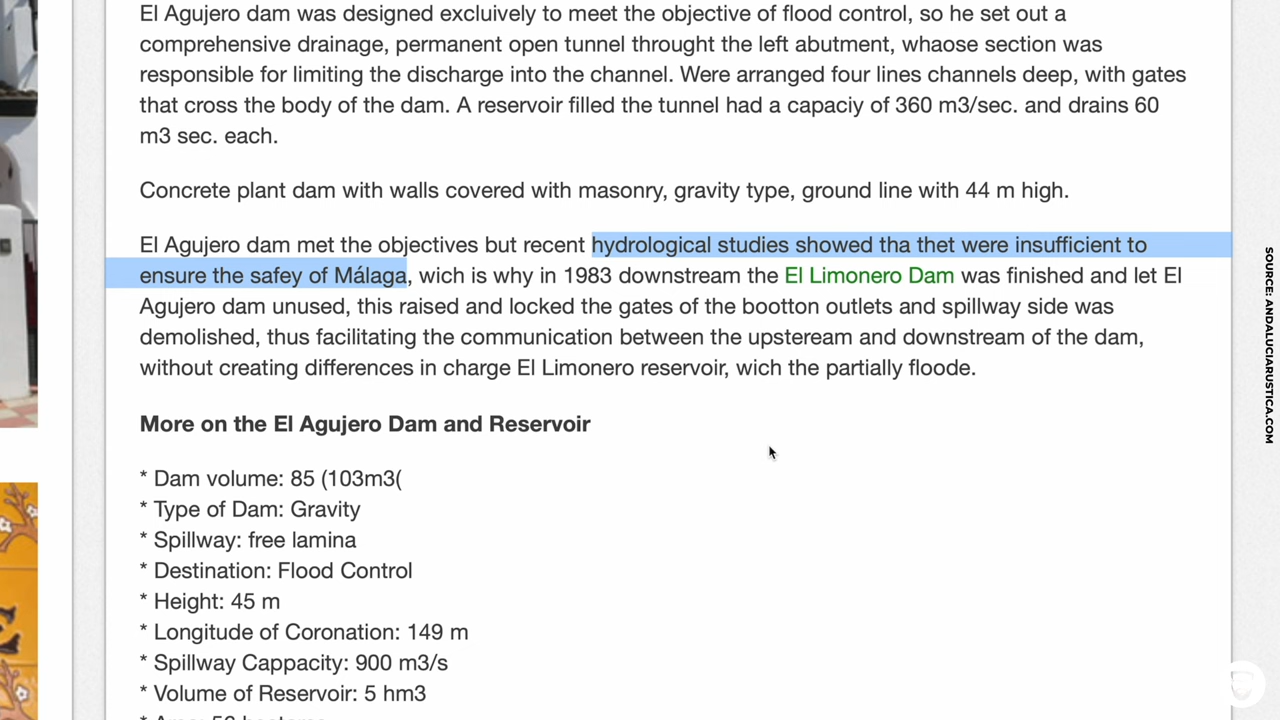 El Agujero dam was designed excluively to meet the objective of flood control, so he set out a
comprehensive drainage, permanent open tunnel throught the left abutment, whaose section was
responsible for limiting the discharge into the channel. Were arranged four lines channels deep, with gates
that cross the body of the dam. A reservoir filled the tunnel had a capaciy of 360 m3/sec. and drains 60
m3 sec. each.
Concrete plant dam with walls covered with masonry, gravity type, ground line with 44 m high.
El Agujero dam met the objectives but recent hydrological studies showed tha thet were insufficient to
ensure the safey of Málaga, wich is why in 1983 downstream the El Limonero Dam was finished and let El
Agujero dam unused, this raised and locked the gates of the bootton outlets and spillway side was
demolished, thus facilitating the communication between the upsteream and downstream of the dam,
without creating differences in charge El Limonero reservoir, wich the partially floode.
More on the El Agujero Dam and Reservoir
* Dam volume: 85 (103m3(
* Type of Dam: Gravity
* Spillway: free lamina
* Destination: Flood Control
* Height: 45 m
* Longitude of Coronation: 149 m
* Spillway Cappacity: 900 m3/s
* Volume of Reservoir: 5 hm3
SOURCE: ANDALUCIARUSTICA.COM